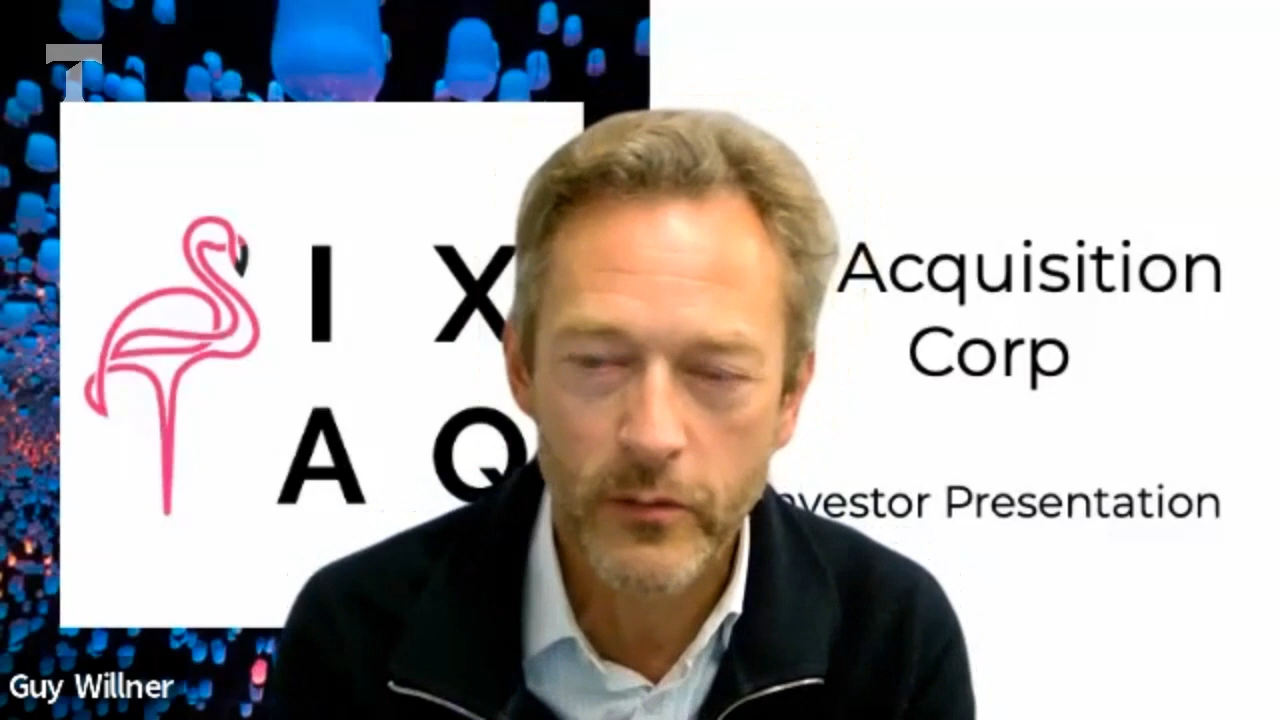 T
I X
A Q
Acquisition
Corp
nvestor Presentation
Guy Willner